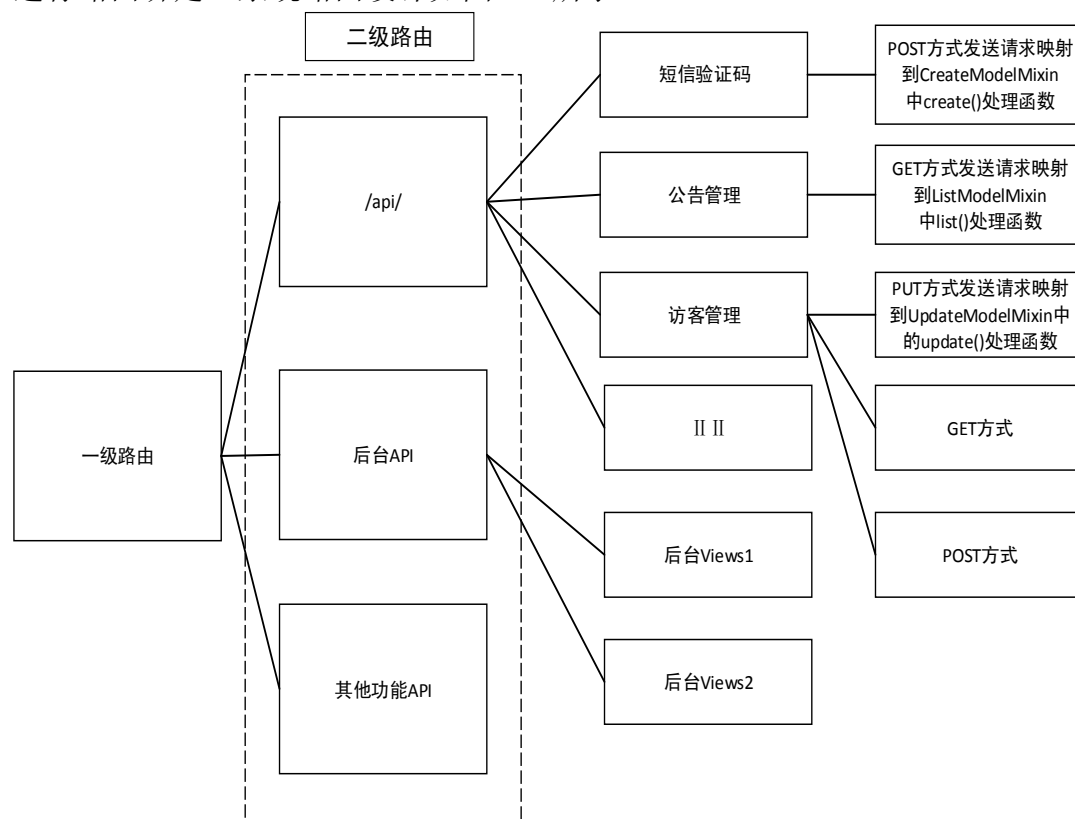 二级路由
短信验证码
POST方式发送请求映射
到CreateModelMixin
中create()处理函数
/api/
公告管理
GET方式发送请求映射
到ListModelMixin
中list()处理函数
访客管理
PUT方式发送请求映射
到UpdateModelMixin中
的update()处理函数
一级路由
后台API
ⅡⅡ
GET方式
后台Views1
POST方式
其他功能API
后台Views2